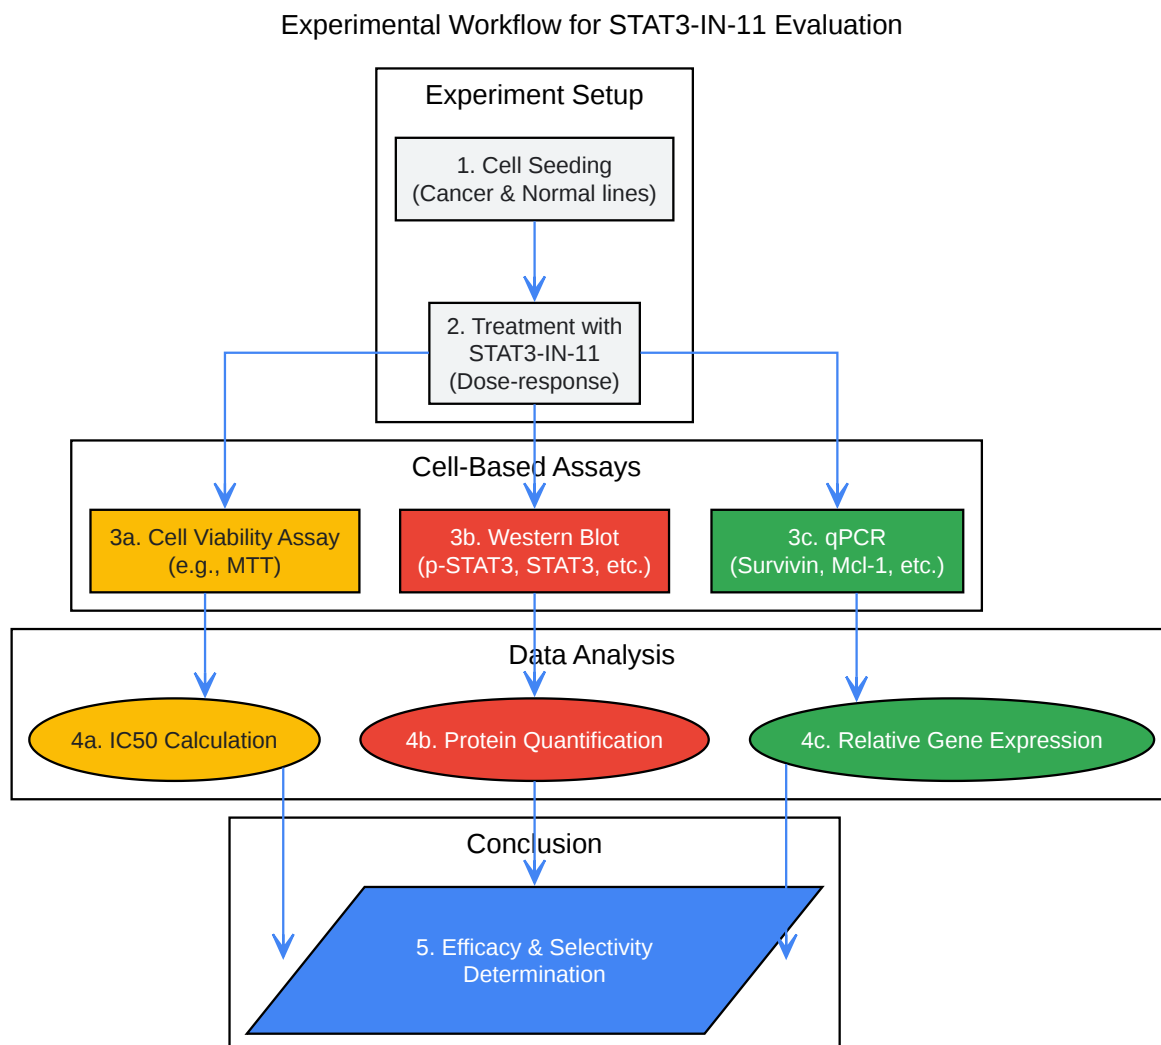 Experimental Workflow for STAT3-IN-11 Evaluation
Experiment Setup
1. Cell Seeding
(Cancer & Normal lines)
2. Treatment with
STAT3-IN-11
(Dose-response)
Cell-Based Assays
3a. Cell Viability Assay
(e.g., MTT)
3b. Western Blot
(p-STAT3, STAT3, etc.)
3c. qPCR
(Survivin, Mcl-1, etc.)
Data Analysis
4a. IC50 Calculation
4b. Protein Quantification
4c. Relative Gene Expression
Conclusion
5. Efficacy & Selectivity
Determination